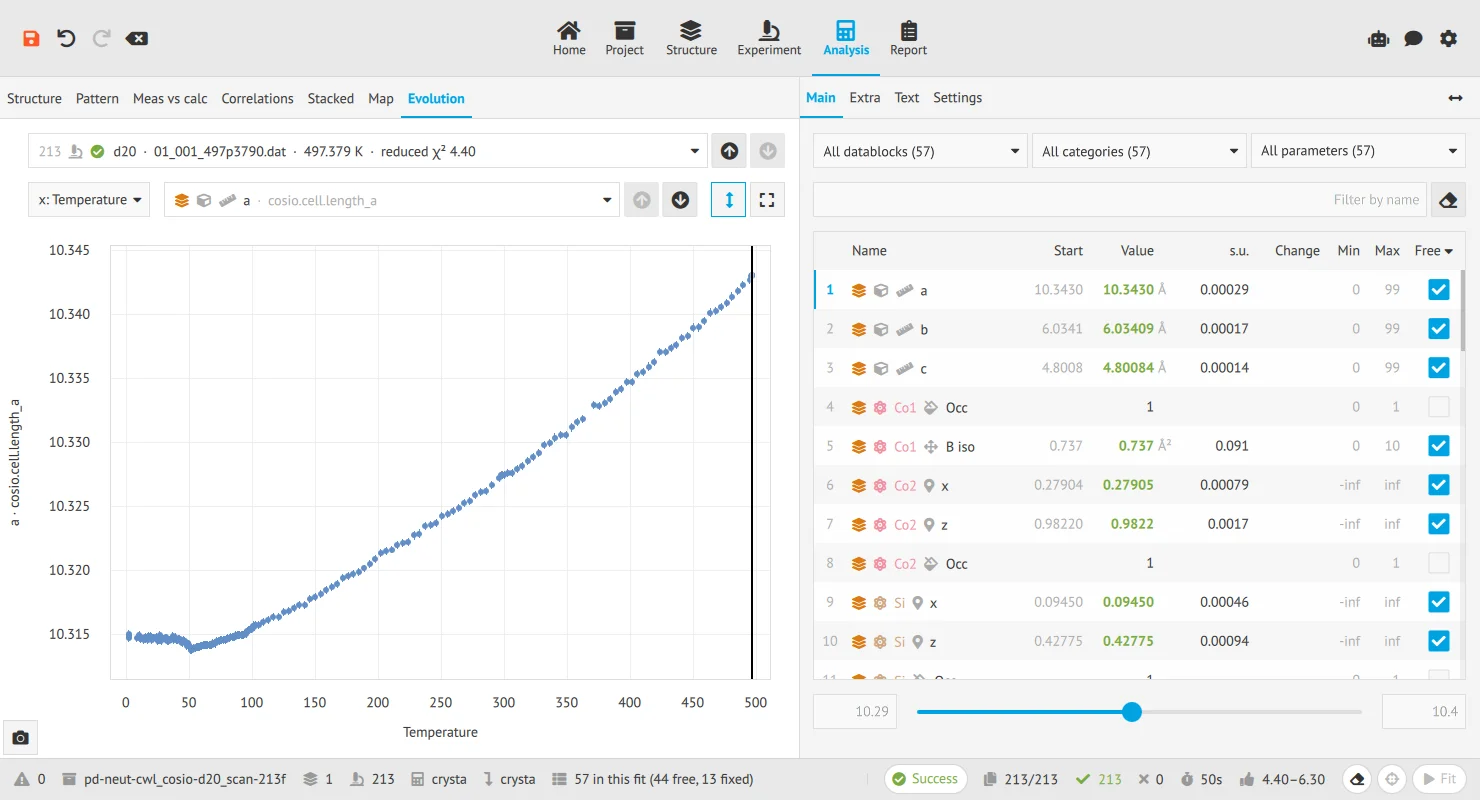 Home Project Structure Experiment Analysis Report
Structure Pattern Meas vs calc Correlations Stacked Map Evolution
Main Extra Text Settings
213 d20 · 01_001_497p3790.dat · 497.379 K · reduced χ² 4.40
All datablocks (57) All categories (57) All parameters (57)
x: Temperature a · cosio.cell.length_a
Filter by name
10.345
10.340
10.335
10.330
10.325
10.320
10.315
a · cosio.cell.length_a
0 50 100 150 200 250 300 350 400 450 500
Temperature
Name Start Value s.u. Change Min Max Free
1 a 10.3430 10.3430 Å 0.00029 0 99
2 b 6.0341 6.03409 Å 0.00017 0 99
3 c 4.8008 4.80084 Å 0.00014 0 99
4 Co1 Occ 1 0 1
5 Co1 B iso 0.737 0.737 Å² 0.091 0 10
6 Co2 x 0.27904 0.27905 0.00079 -inf inf
7 Co2 z 0.98220 0.9822 0.0017 -inf inf
8 Co2 Occ 1 0 1
9 Si x 0.09450 0.09450 0.00046 -inf inf
10 Si z 0.42775 0.42775 0.00094 -inf inf
11 Si Occ 1
10.29 10.4
0 pd-neut-cwl_cosio-d20_scan-213f 1 213 crysta crysta 57 in this fit (44 free, 13 fixed) Success 213/213 213 0 50s 4.40–6.30 Fit